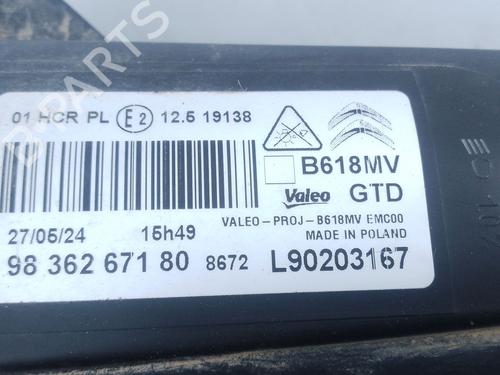 01 HCR PL E2 12.5 19138
B618MV
Valeo GTD
VALEO-PROJ-B618MV EMC00
27/05/24 15h49 MADE IN POLAND
98 362 671 80 8672 L90203167
B-PARTS